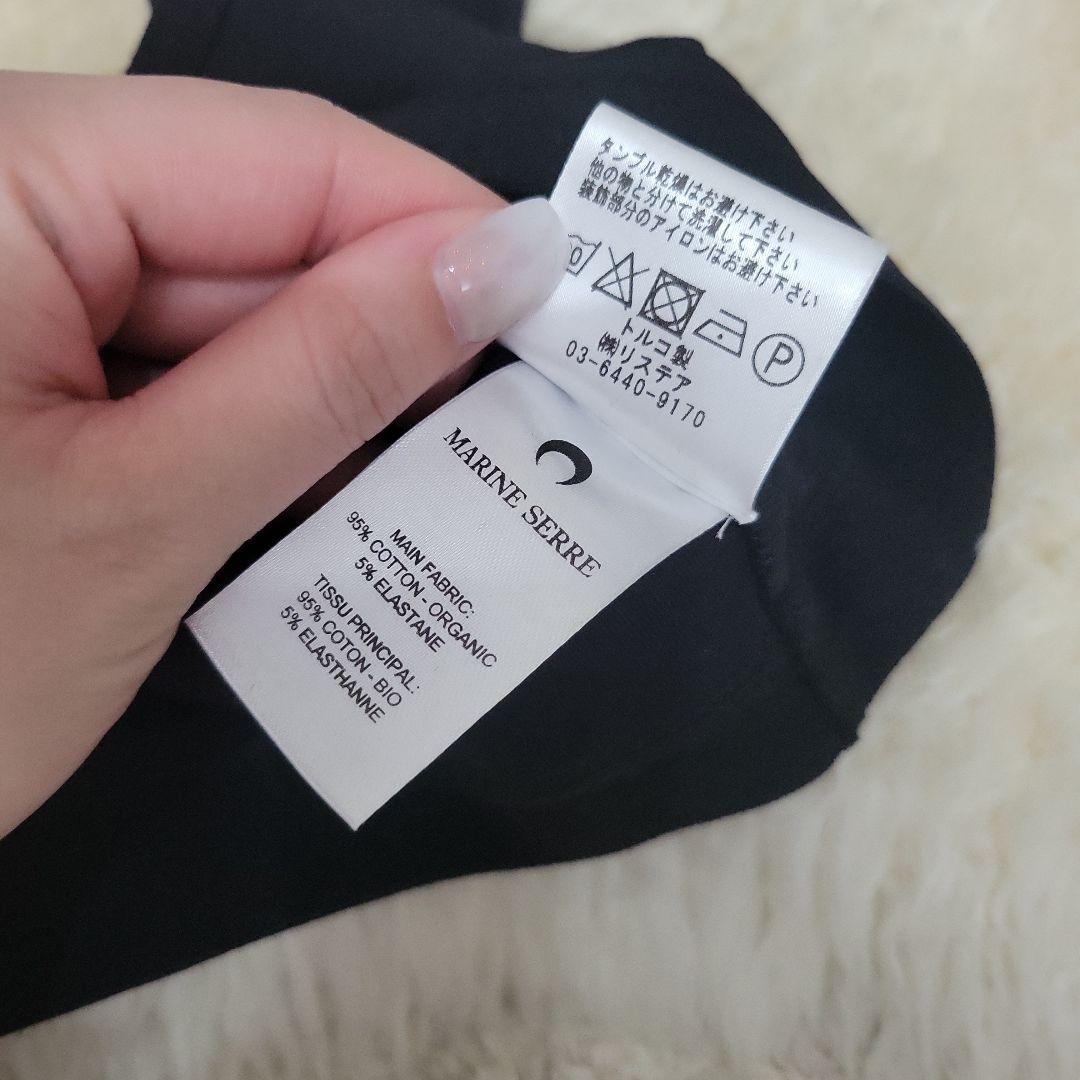 タンブル乾燥はお避け下さい
他の物と分けて洗濯して下さい
装飾部分のアイロンはお避け下さい
P
トルコ製
㈱リステア
03-6440-9170
MARINE SERRE
MAIN FABRIC:
95% COTTON - ORGANIC
5% ELASTANE
TISSU PRINCIPAL:
95% COTON - BIO
5% ELASTHANNE